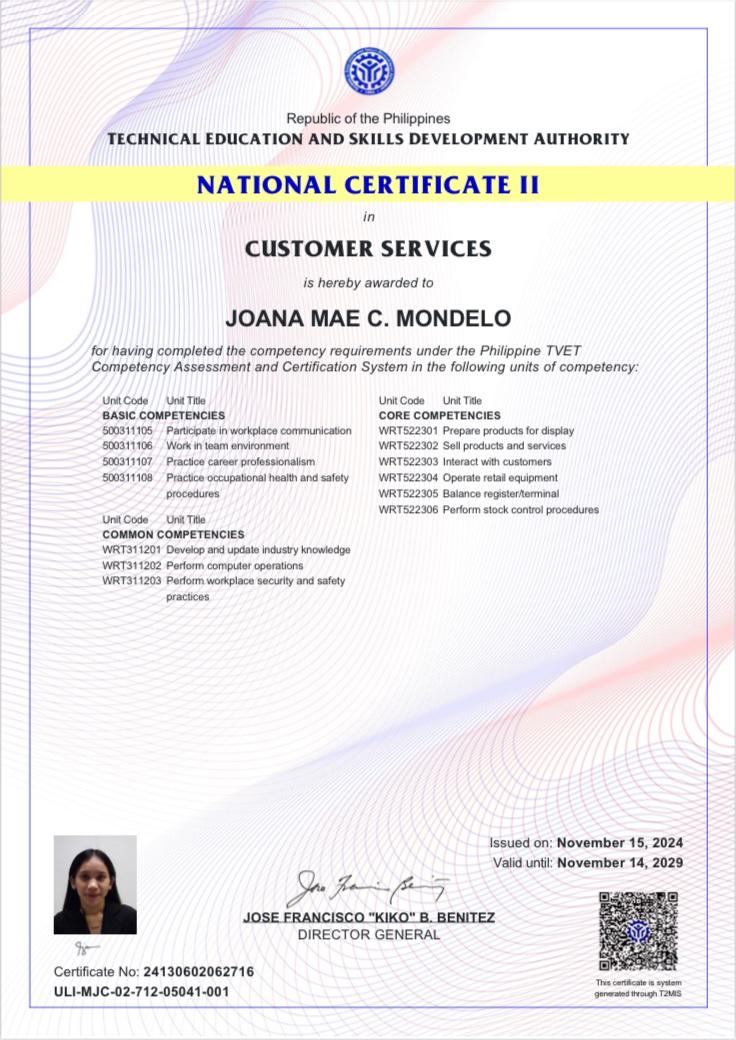 Republic of the Philippines
TECHNICAL EDUCATION AND SKILLS DEVELOPMENT AUTHORITY
NATIONAL CERTIFICATE II
in
CUSTOMER SERVICES
is hereby awarded to
JOANA MAE C. MONDELO
for having completed the competency requirements under the Philippine TVET
Competency Assessment and Certification System in the following units of competency:
Unit Code Unit Title
BASIC COMPETENCIES
500311105 Participate in workplace communication
500311106 Work in team environment
500311107 Practice career professionalism
500311108 Practice occupational health and safety
procedures
Unit Code Unit Title
COMMON COMPETENCIES
WRT311201 Develop and update industry knowledge
WRT311202 Perform computer operations
WRT311203 Perform workplace security and safety
practices
Unit Code Unit Title
CORE COMPETENCIES
WRT522301 Prepare products for display
WRT522302 Sell products and services
WRT522303 Interact with customers
WRT522304 Operate retail equipment
WRT522305 Balance register/terminal
WRT522306 Perform stock control procedures
Issued on: November 15, 2024
Valid until: November 14, 2029
JOSE FRANCISCO "KIKO" B. BENITEZ
DIRECTOR GENERAL
Certificate No: 24130602062716
ULI-MJC-02-712-05041-001
This certificate is system
generated through T2MIS